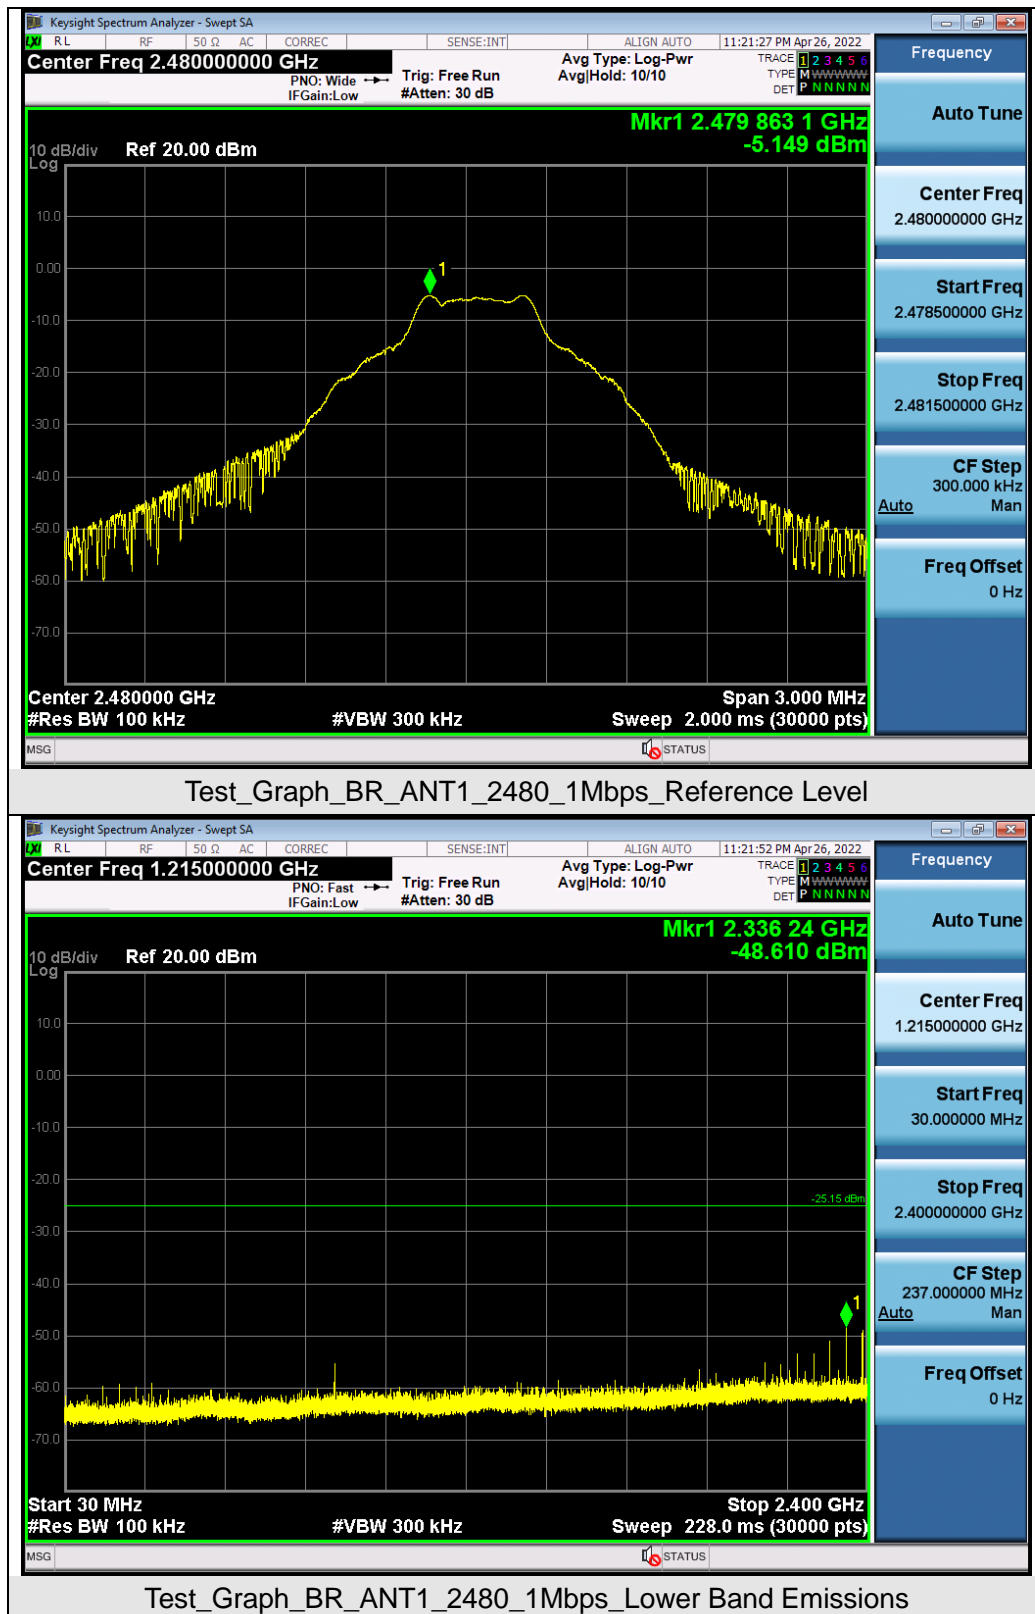 Keysight Spectrum Analyzer - Swept SA
LXI RL RF 50 Ω AC CORREC SENSE:INT ALIGN AUTO 11:21:27 PM Apr 26, 2022
Center Freq 2.480000000 GHz
PNO: Wide
IFGain:Low
Trig: Free Run
#Atten: 30 dB
Avg Type: Log-Pwr
Avg|Hold: 10/10
TRACE 1 2 3 4 5 6
TYPE M WWWWW
DET P N N N N N
Mkr1 2.479 863 1 GHz
-5.149 dBm
10 dB/div Ref 20.00 dBm
Log
10.0
0.00
1
-10.0
-20.0
-30.0
-40.0
-50.0
-60.0
-70.0
Center 2.480000 GHz Span 3.000 MHz
#Res BW 100 kHz #VBW 300 kHz Sweep 2.000 ms (30000 pts)
MSG STATUS
Frequency
Auto Tune
Center Freq
2.480000000 GHz
Start Freq
2.478500000 GHz
Stop Freq
2.481500000 GHz
CF Step
300.000 kHz
Auto Man
Freq Offset
0 Hz
Test_Graph_BR_ANT1_2480_1Mbps_Reference Level
Keysight Spectrum Analyzer - Swept SA
LXI RL RF 50 Ω AC CORREC SENSE:INT ALIGN AUTO 11:21:52 PM Apr 26, 2022
Center Freq 1.215000000 GHz
PNO: Fast
IFGain:Low
Trig: Free Run
#Atten: 30 dB
Avg Type: Log-Pwr
Avg|Hold: 10/10
TRACE 1 2 3 4 5 6
TYPE M WWWWW
DET P N N N N N
Mkr1 2.336 24 GHz
-48.610 dBm
10 dB/div Ref 20.00 dBm
Log
10.0
0.00
-10.0
-20.0
-25.15 dBm
-30.0
-40.0
1
-50.0
-60.0
-70.0
Start 30 MHz Stop 2.400 GHz
#Res BW 100 kHz #VBW 300 kHz Sweep 228.0 ms (30000 pts)
MSG STATUS
Frequency
Auto Tune
Center Freq
1.215000000 GHz
Start Freq
30.000000 MHz
Stop Freq
2.400000000 GHz
CF Step
237.000000 MHz
Auto Man
Freq Offset
0 Hz
Test_Graph_BR_ANT1_2480_1Mbps_Lower Band Emissions